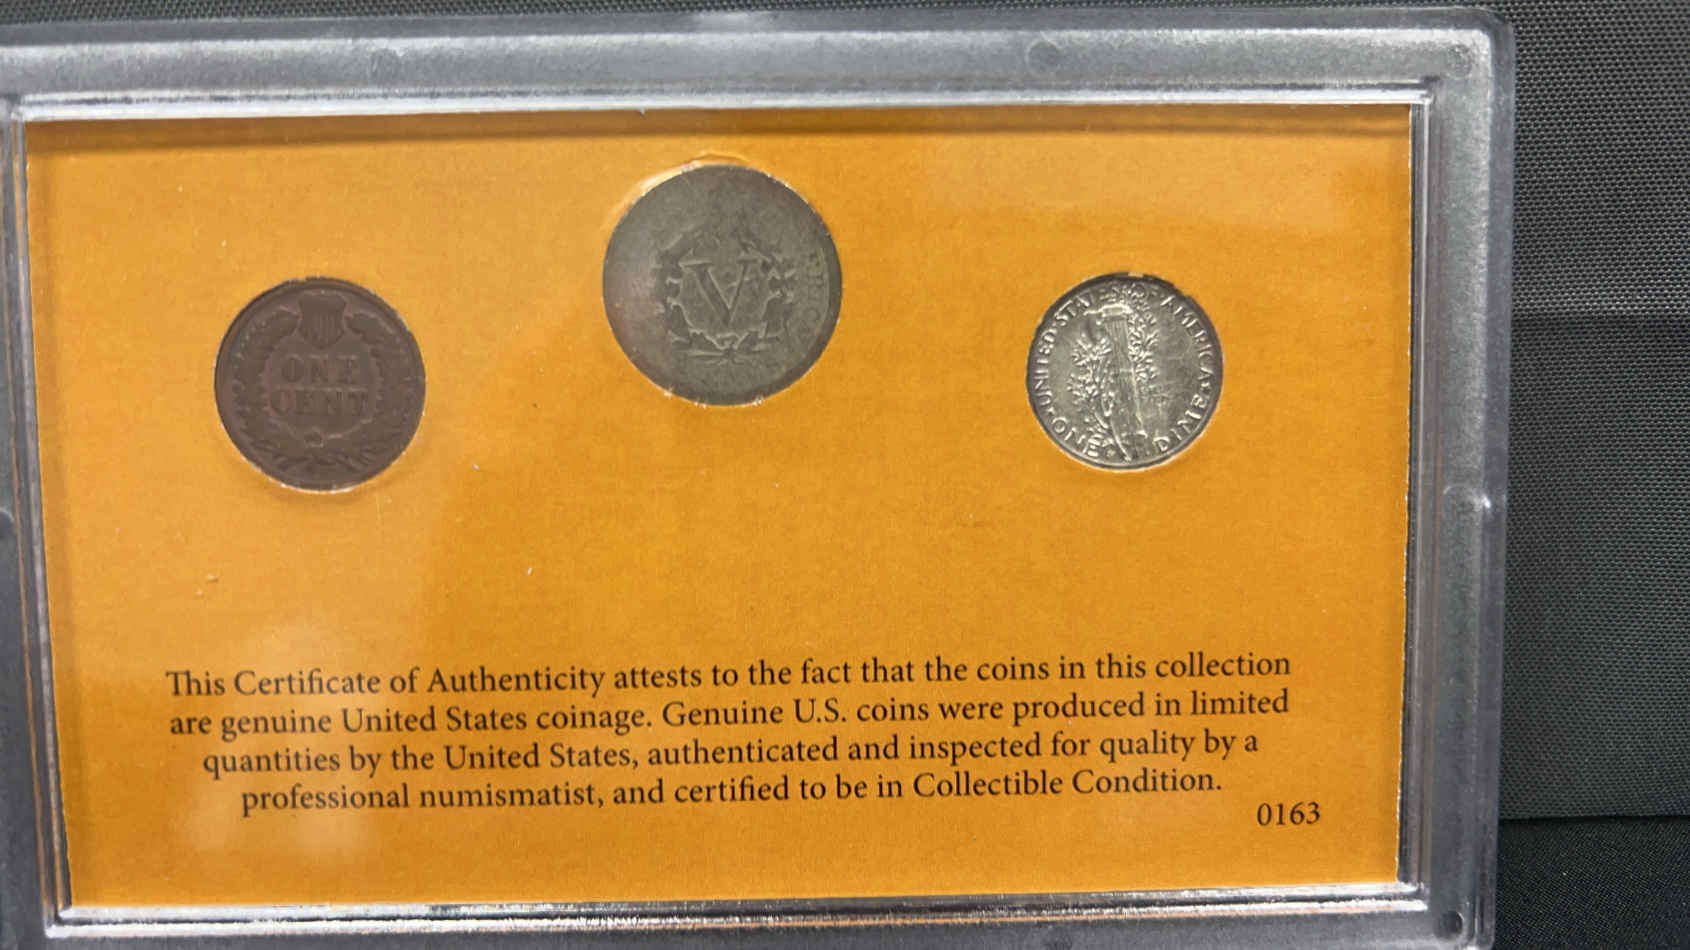 ONE
CENT
V
UNITED STATES OF AMERICA
ONE DIME
This Certificate of Authenticity attests to the fact that the coins in this collection
are genuine United States coinage. Genuine U.S. coins were produced in limited
quantities by the United States, authenticated and inspected for quality by a
professional numismatist, and certified to be in Collectible Condition.
0163